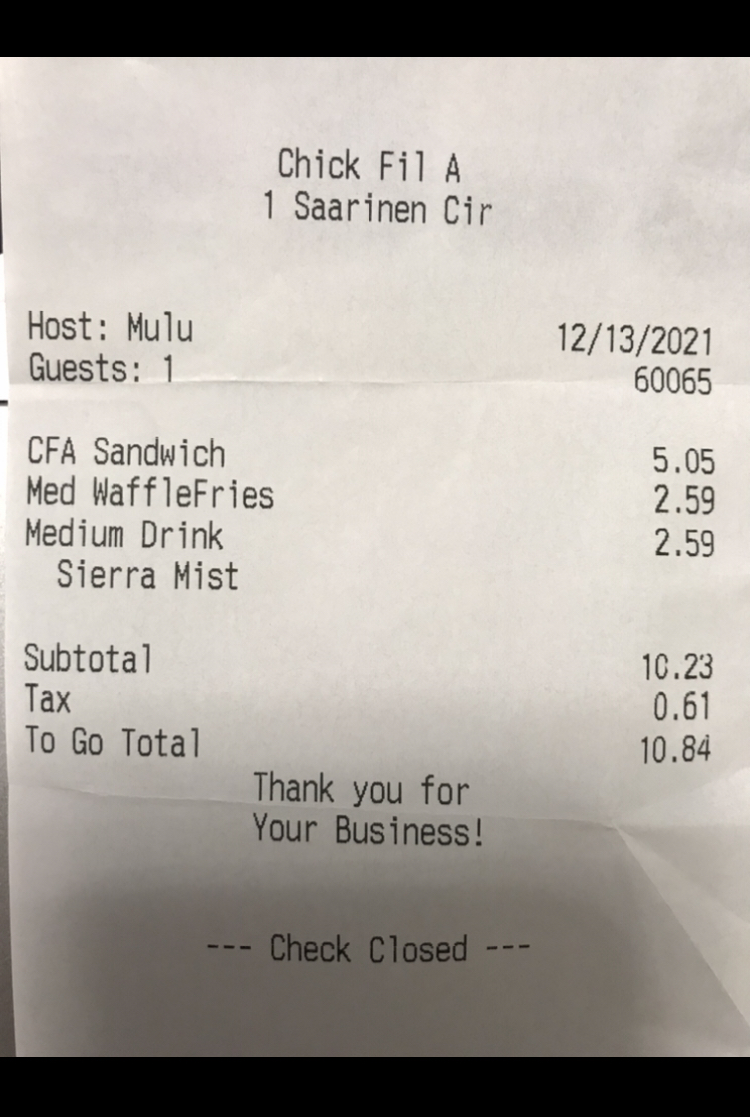 Chick Fil A
1 Saarinen Cir
Host: Mulu 12/13/2021
Guests: 1 60065
CFA Sandwich 5.05
Med WaffleFries 2.59
Medium Drink 2.59
Sierra Mist
Subtotal 10.23
Tax 0.61
To Go Total 10.84
Thank you for
Your Business!
--- Check Closed ---